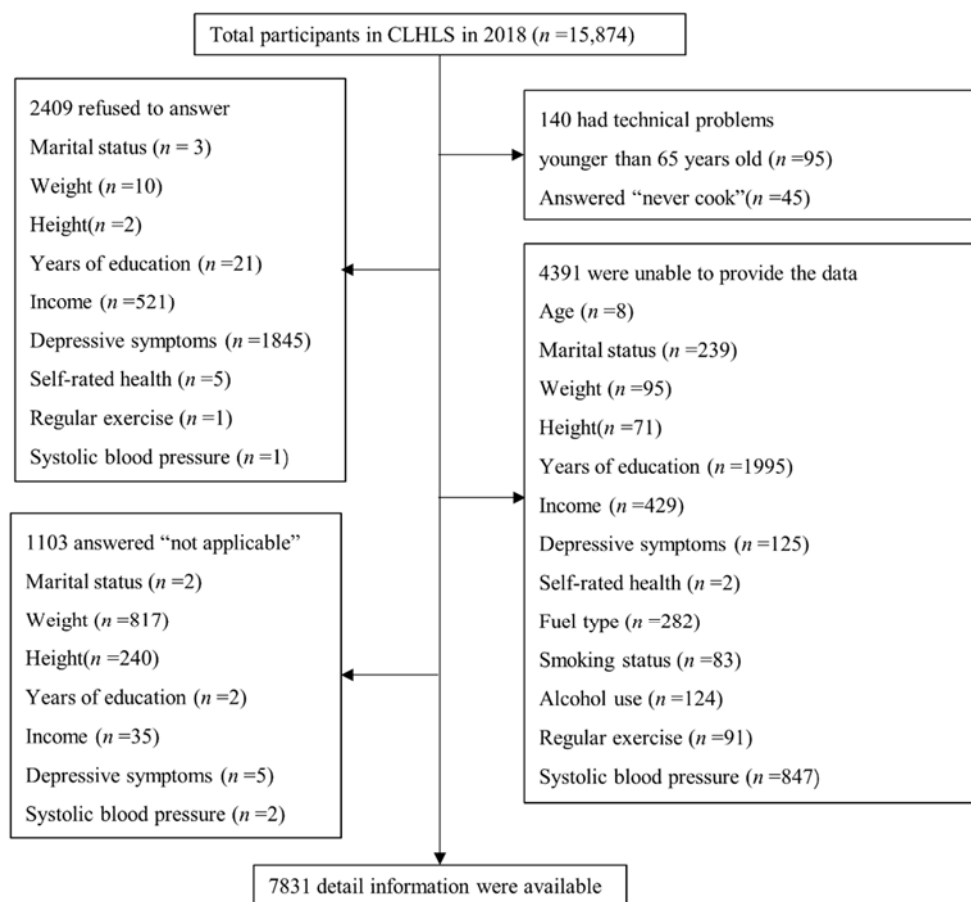 Total participants in CLHLS in 2018 (n =15,874)
2409 refused to answer
Marital status (n = 3)
Weight (n =10)
Height(n =2)
Years of education (n =21)
Income (n =521)
Depressive symptoms (n =1845)
Self-rated health (n =5)
Regular exercise (n =1)
Systolic blood pressure (n =1)
140 had technical problems
younger than 65 years old (n =95)
Answered “never cook”(n =45)
4391 were unable to provide the data
Age (n =8)
Marital status (n =239)
Weight (n =95)
Height(n =71)
Years of education (n =1995)
Income (n =429)
Depressive symptoms (n =125)
Self-rated health (n =2)
Fuel type (n =282)
Smoking status (n =83)
Alcohol use (n =124)
Regular exercise (n =91)
Systolic blood pressure (n =847)
1103 answered “not applicable”
Marital status (n =2)
Weight (n =817)
Height(n =240)
Years of education (n =2)
Income (n =35)
Depressive symptoms (n =5)
Systolic blood pressure (n =2)
7831 detail information were available